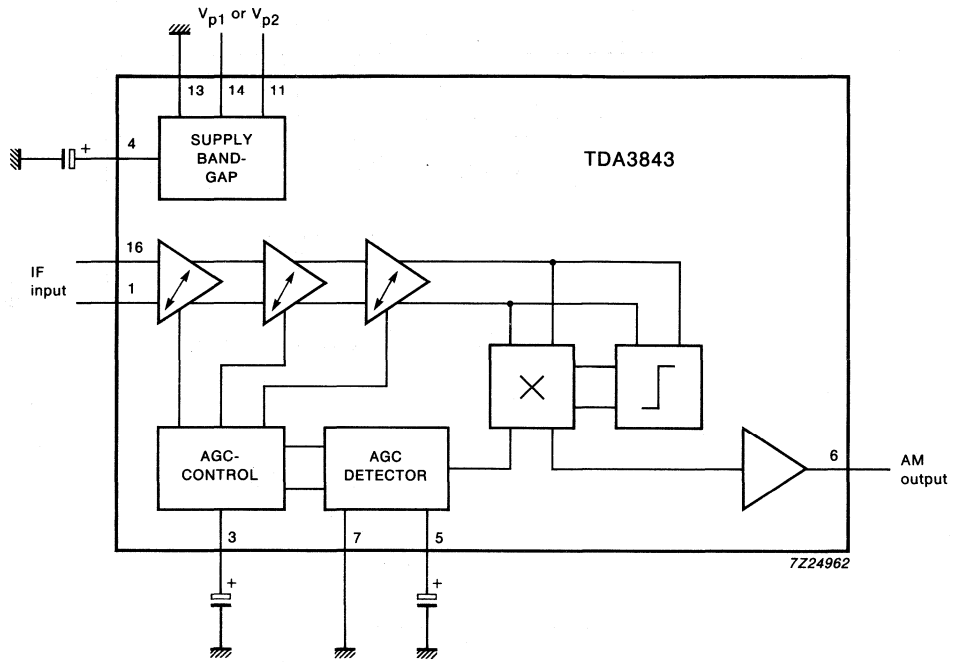 Vp1 or Vp2
13
14
11
4
+
SUPPLY
BAND-
GAP
TDA3843
16
IF
input
1
AGC-
CONTROL
AGC
DETECTOR
6
AM
output
3
7
5
7Z24962
+
+